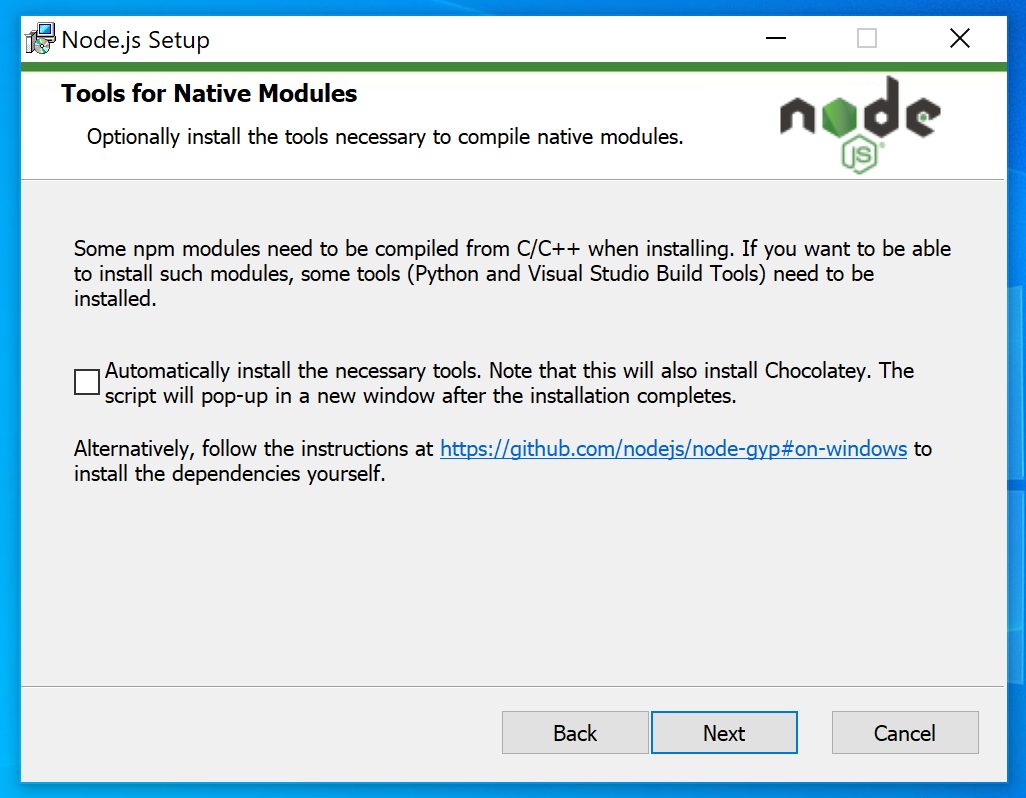 Node.js Setup
Tools for Native Modules
Optionally install the tools necessary to compile native modules.
node
JS
Some npm modules need to be compiled from C/C++ when installing. If you want to be able
to install such modules, some tools (Python and Visual Studio Build Tools) need to be
installed.
Automatically install the necessary tools. Note that this will also install Chocolatey. The
script will pop-up in a new window after the installation completes.
Alternatively, follow the instructions at https://github.com/nodejs/node-gyp#on-windows to
install the dependencies yourself.
Back Next Cancel